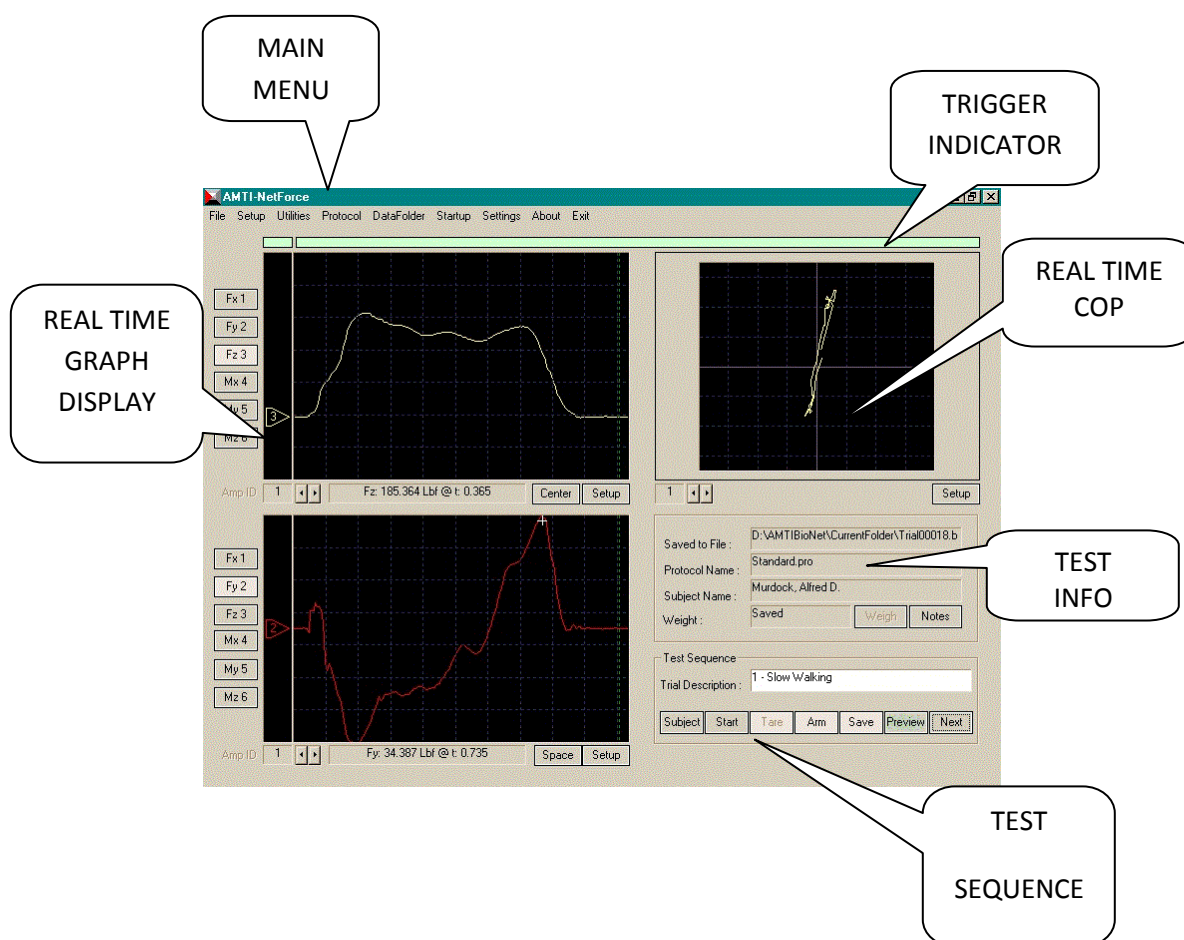 MAIN
MENU
TRIGGER
INDICATOR
AMTI-NetForce
File Setup Utilities Protocol DataFolder Startup Settings About Exit
REAL TIME
COP
REAL TIME
GRAPH
DISPLAY
Fx 1
Fy 2
Fz 3
Mx 4
My 5
Mz 6
3
Amp ID 1 Fz: 185.364 Lbf @ t: 0.365 Center Setup
1 Setup
Fx 1
Fy 2
Fz 3
Mx 4
My 5
Mz 6
2
Amp ID 1 Fy: 34.387 Lbf @ t: 0.735 Space Setup
Saved to File : D:\AMTIBioNet\CurrentFolder\Trial00018.b
Protocol Name : Standard.pro
Subject Name : Murdock, Alfred D.
Weight : Saved Weigh Notes
TEST
INFO
Test Sequence
Trial Description : 1 - Slow Walking
Subject Start Tare Arm Save Preview Next
TEST
SEQUENCE